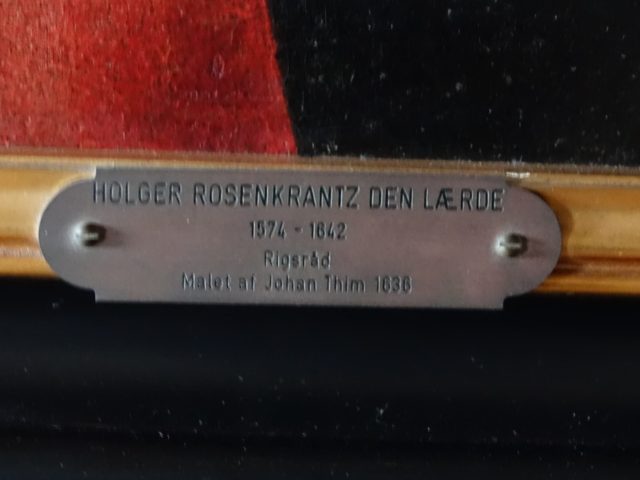 HOLGER ROSENKRANTZ DEN LÆRDE
1574 - 1642
Rigsråd
Malet af Johan Thim 1636